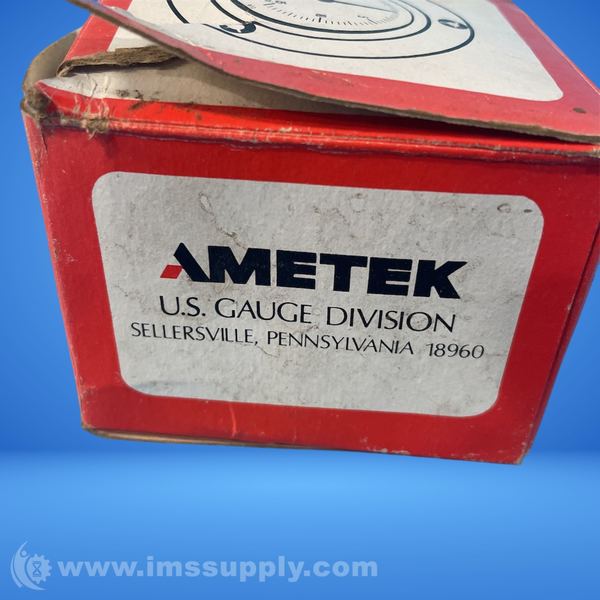 AMETEK
U.S. GAUGE DIVISION
SELLERSVILLE, PENNSYLVANIA 18960
www.imssupply.com